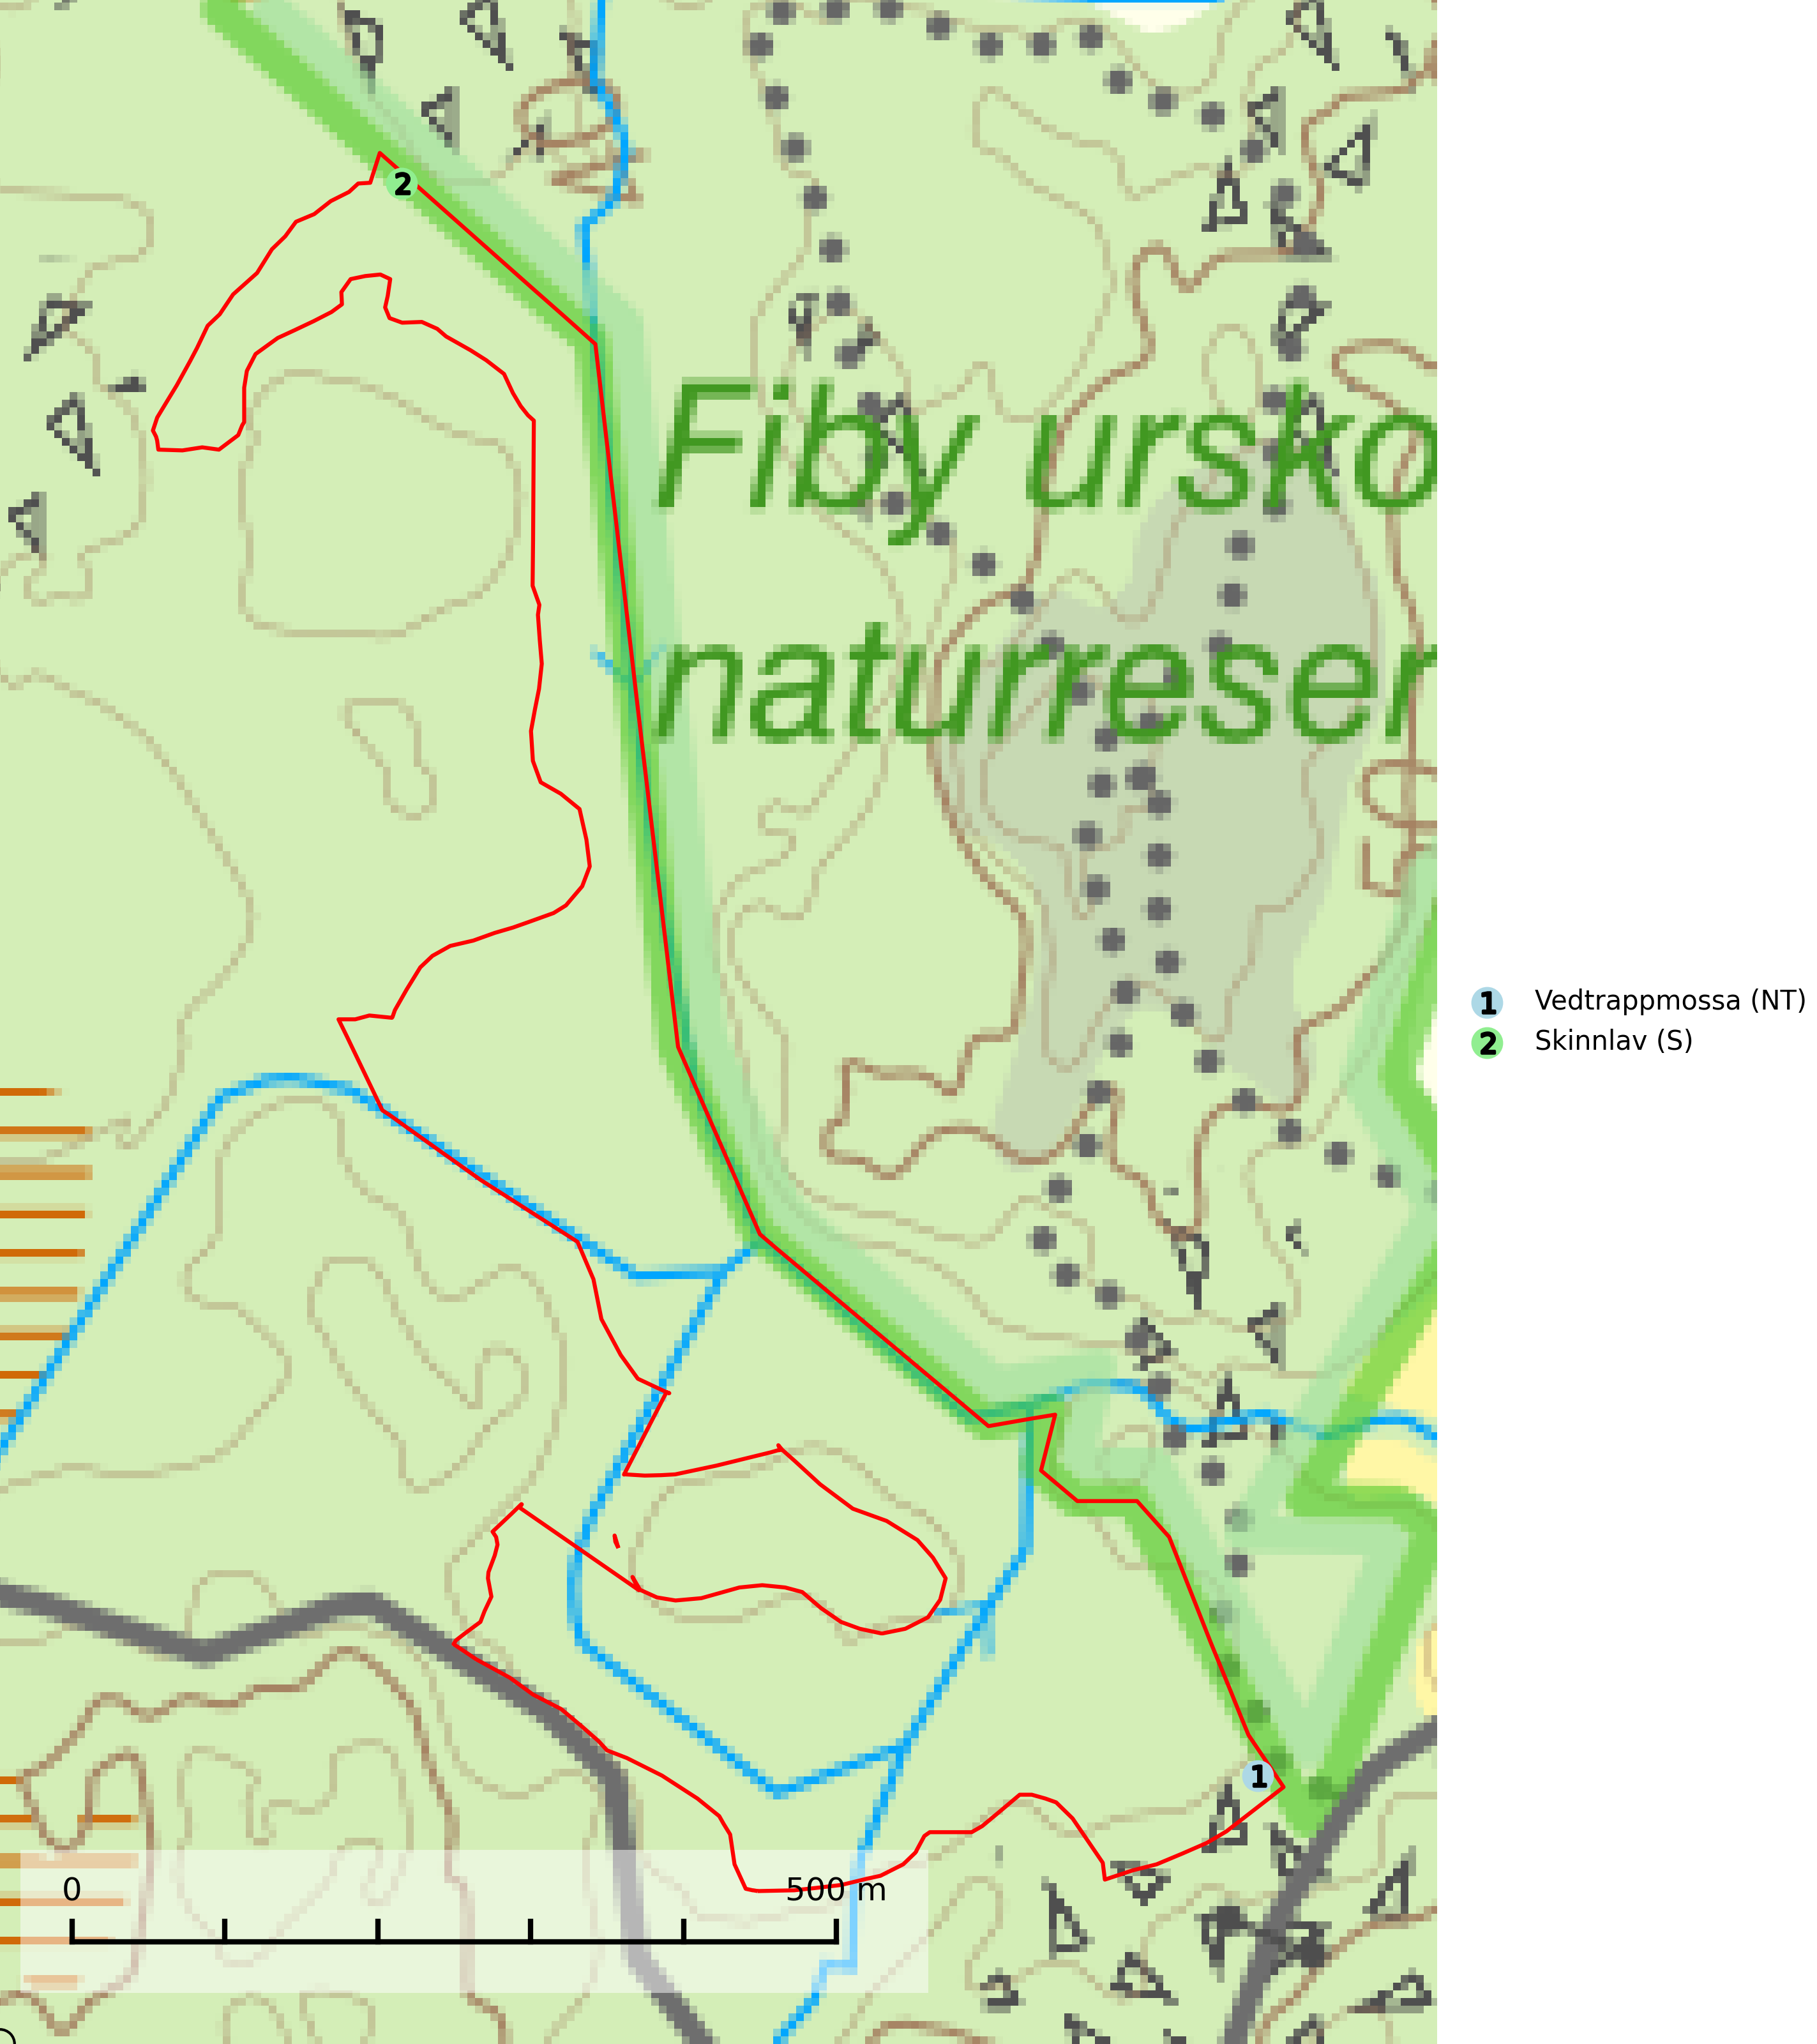 2
Fiby ursko
naturreser
1 Vedtrappmossa (NT)
2 Skinnlav (S)
1
0 500 m